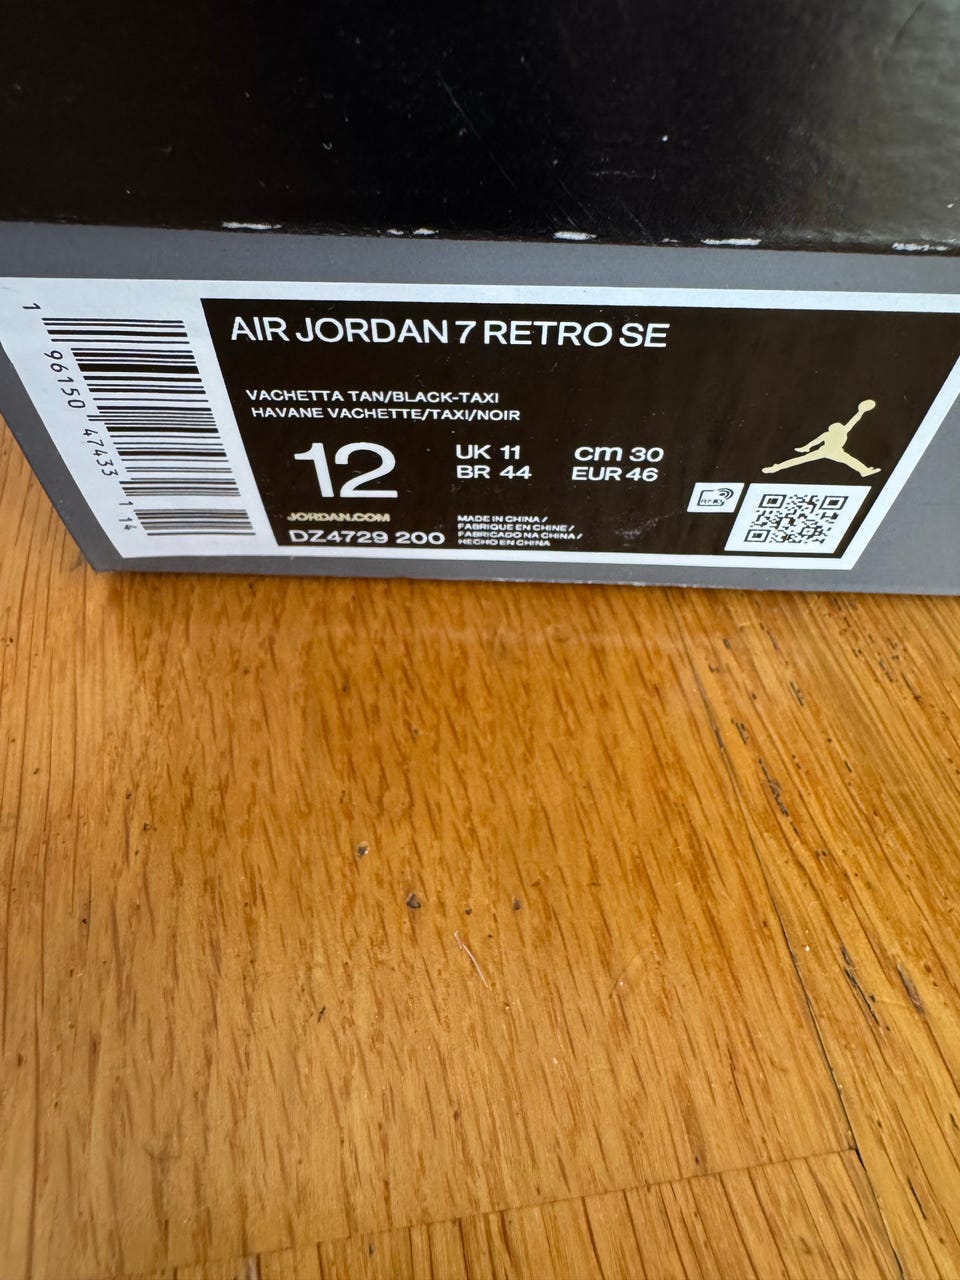 AIR JORDAN 7 RETRO SE
VACHETTA TAN/BLACK-TAXI
HAVANE VACHETTE/TAXI/NOIR
12
UK 11
BR 44
cm 30
EUR 46
JORDAN.COM
DZ4729 200
MADE IN CHINA /
FABRIQUE EN CHINE /
FABRICADO NA CHINA /
HECHO EN CHINA
RFID
1 96150 47433 1 14